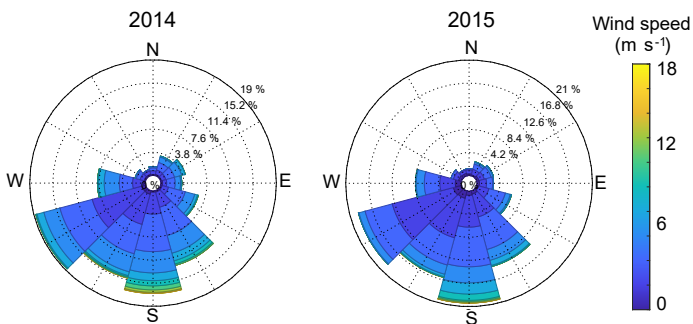 2014
N
19 %
15.2 %
11.4 %
7.6 %
3.8 %
%
W
E
S
2015
N
21 %
16.8 %
12.6 %
8.4 %
4.2 %
0 %
W
E
S
Wind speed
(m s-1)
18
12
6
0